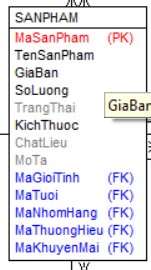 SANPHAM
MaSanPham (PK)
TenSanPham
GiaBan
SoLuong
TrangThai
GiaBan
KichThuoc
ChatLieu
MoTa
MaGioiTinh (FK)
MaTuoi (FK)
MaNhomHang (FK)
MaThuongHieu (FK)
MaKhuyenMai (FK)